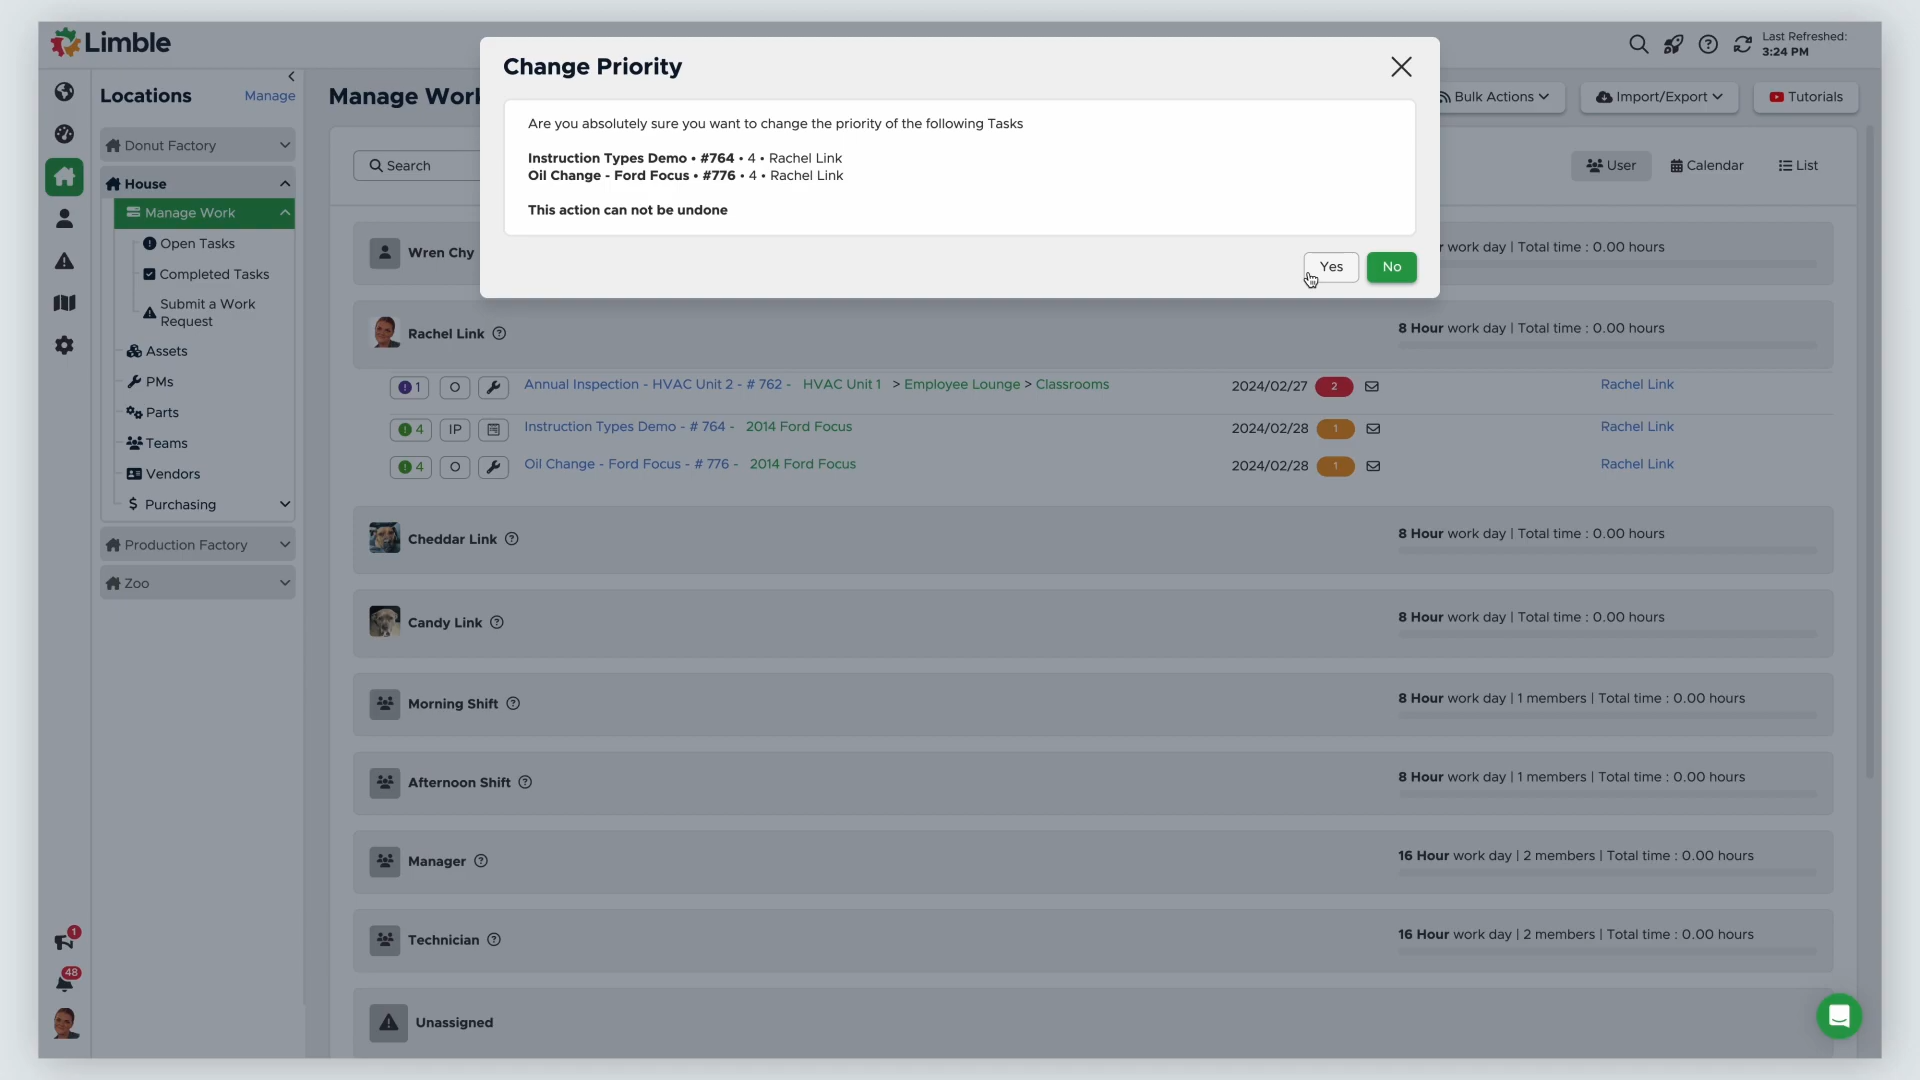 Limble
Last Refreshed:
3:24 PM
Change Priority
Are you absolutely sure you want to change the priority of the following Tasks
Instruction Types Demo • #764 • 4 • Rachel Link
Oil Change - Ford Focus • #776 • 4 • Rachel Link
This action can not be undone
Yes
No
Locations
Manage
Donut Factory
House
Manage Work
Open Tasks
Completed Tasks
Submit a Work
Request
Assets
PMs
Parts
Teams
Vendors
Purchasing
Production Factory
Zoo
1
48
Manage Work
Bulk Actions
Import/Export
Tutorials
Search
User
Calendar
List
Wren Chy
work day | Total time : 0.00 hours
Rachel Link
8 Hour work day | Total time : 0.00 hours
1 O Annual Inspection - HVAC Unit 2 - # 762 - HVAC Unit 1 > Employee Lounge > Classrooms 2024/02/27 2 Rachel Link
4 IP Instruction Types Demo - # 764 - 2014 Ford Focus 2024/02/28 1 Rachel Link
4 O Oil Change - Ford Focus - # 776 - 2014 Ford Focus 2024/02/28 1 Rachel Link
Cheddar Link
8 Hour work day | Total time : 0.00 hours
Candy Link
8 Hour work day | Total time : 0.00 hours
Morning Shift
8 Hour work day | 1 members | Total time : 0.00 hours
Afternoon Shift
8 Hour work day | 1 members | Total time : 0.00 hours
Manager
16 Hour work day | 2 members | Total time : 0.00 hours
Technician
16 Hour work day | 2 members | Total time : 0.00 hours
Unassigned